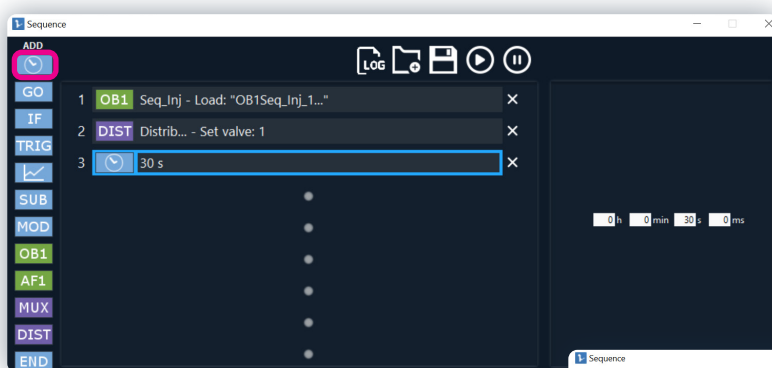 Sequence
ADD
LOG
GO
IF
TRIG
SUB
MOD
OB1
AF1
MUX
DIST
END
1 OB1 Seq_Inj - Load: "OB1Seq_Inj_1..."
2 DIST Distrib... - Set valve: 1
3 30 s
0 h 0 min 30 s 0 ms
Sequence